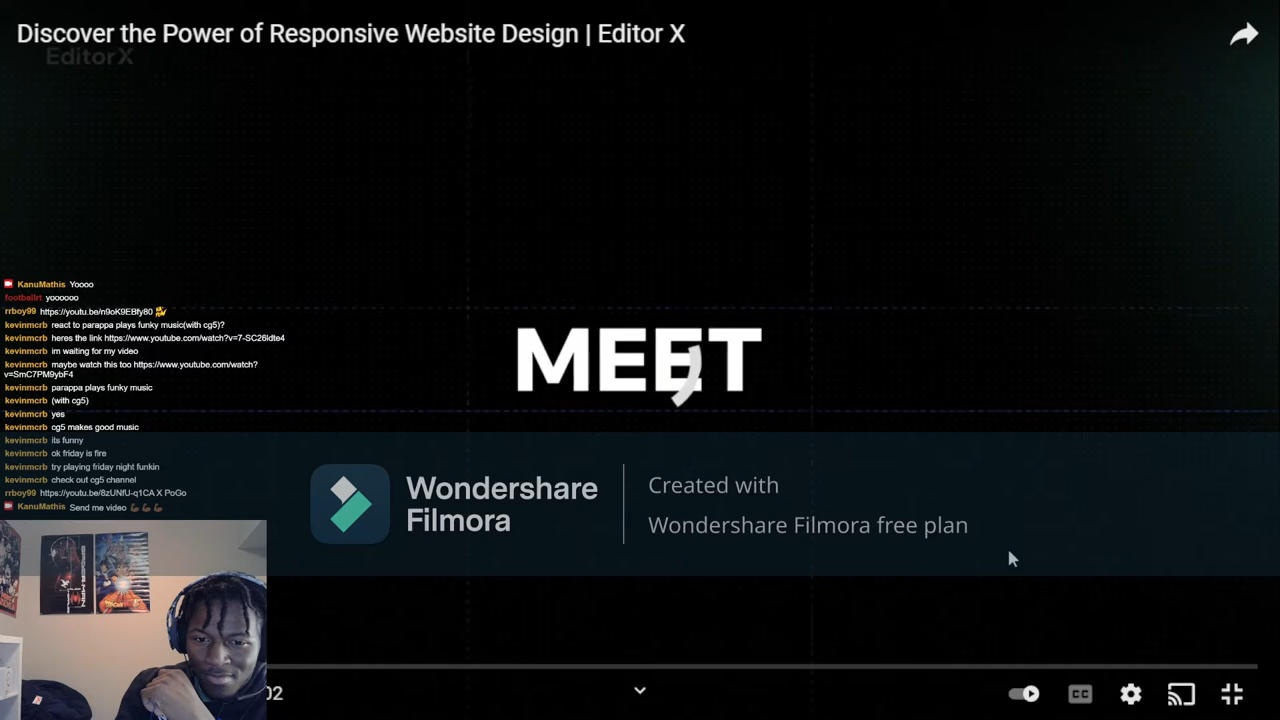 Discover the Power of Responsive Website Design | Editor X
Editor X
KanuMathis Yoooo
footballrt yoooooo
rrboy99 https://youtu.be/n9oK9EBfy80
kevinmcrb react to parappa plays funky music(with cg5)?
kevinmcrb heres the link https://www.youtube.com/watch?v=7-SC26ldte4
kevinmcrb im waiting for my video
kevinmcrb maybe watch this too https://www.youtube.com/watch?
v=SmC7PM9ybF4
kevinmcrb parappa plays funky music
kevinmcrb (with cg5)
kevinmcrb yes
kevinmcrb cg5 makes good music
kevinmcrb its funny
kevinmcrb ok friday is fire
kevinmcrb try playing friday night funkin
kevinmcrb check out cg5 channel
rrboy99 https://youtu.be/8zUNfU-q1CA X PoGo
KanuMathis Send me video
MEET
Wondershare
Filmora
Created with
Wondershare Filmora free plan
02
CC